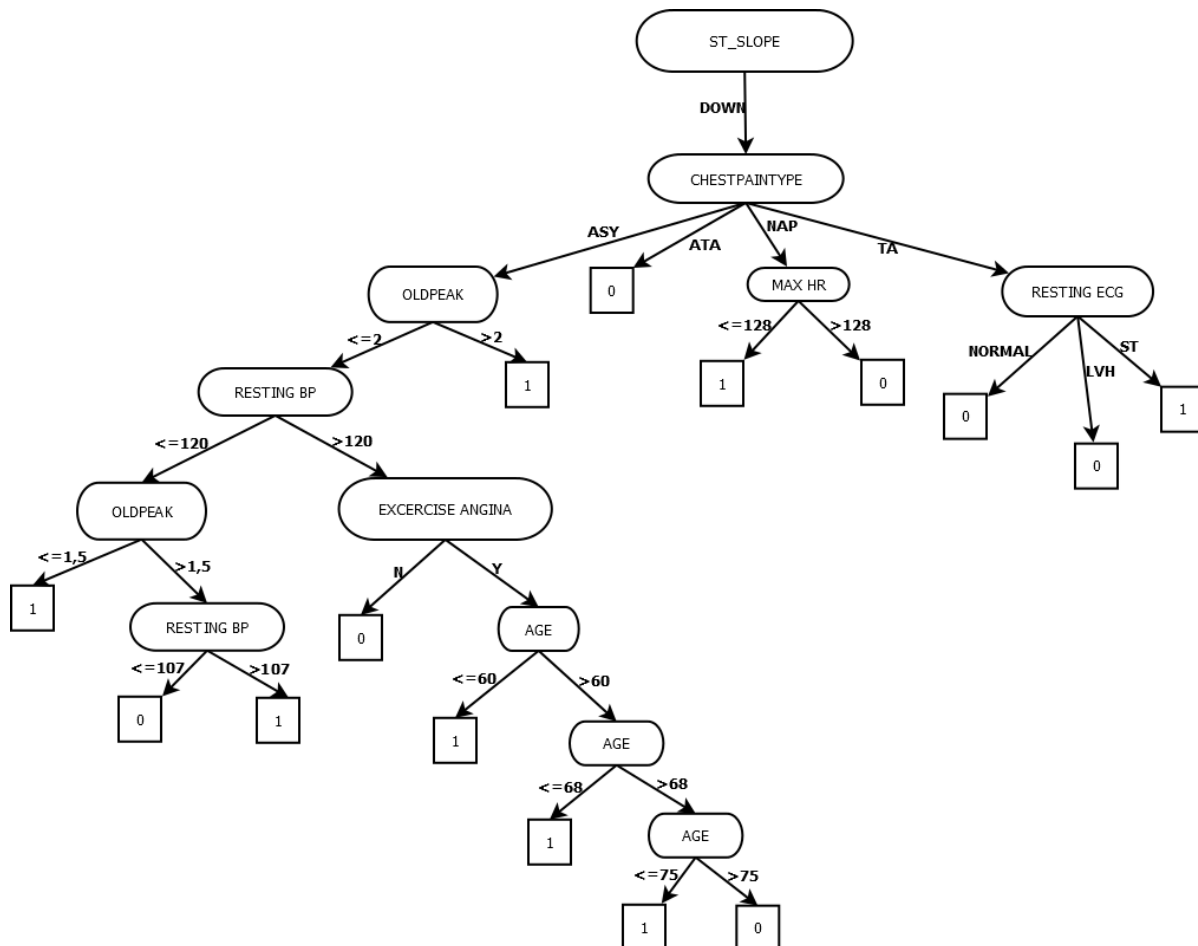 ST_SLOPE
DOWN
CHESTPAINTYPE
ASY
ATA
NAP
TA
OLDPEAK
0
MAX HR
RESTING ECG
<=2
>2
<=128
>128
NORMAL
LVH
ST
RESTING BP
1
1
0
0
0
1
<=120
>120
OLDPEAK
EXCERCISE ANGINA
<=1,5
>1,5
N
Y
1
RESTING BP
0
AGE
<=107
>107
<=60
>60
0
1
1
AGE
<=68
>68
1
AGE
<=75
>75
1
0